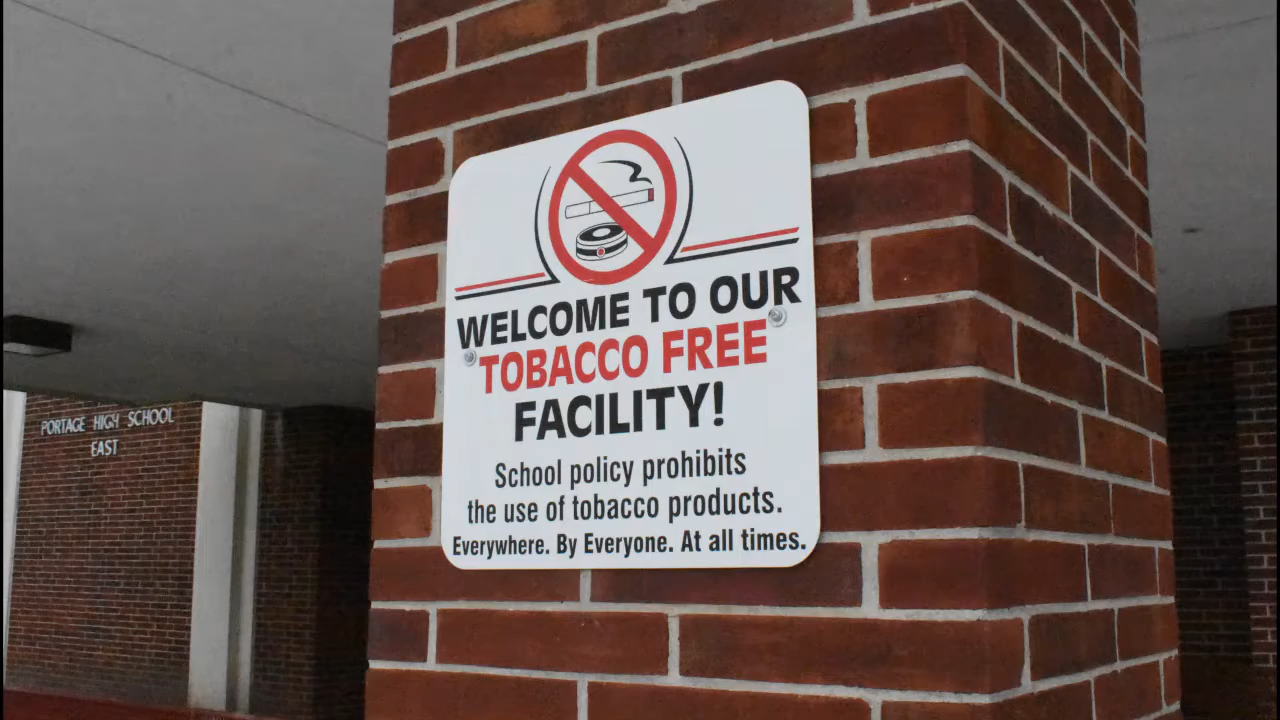 PORTAGE HIGH SCHOOL
EAST
WELCOME TO OUR
TOBACCO FREE
FACILITY!
School policy prohibits
the use of tobacco products.
Everywhere. By Everyone. At all times.